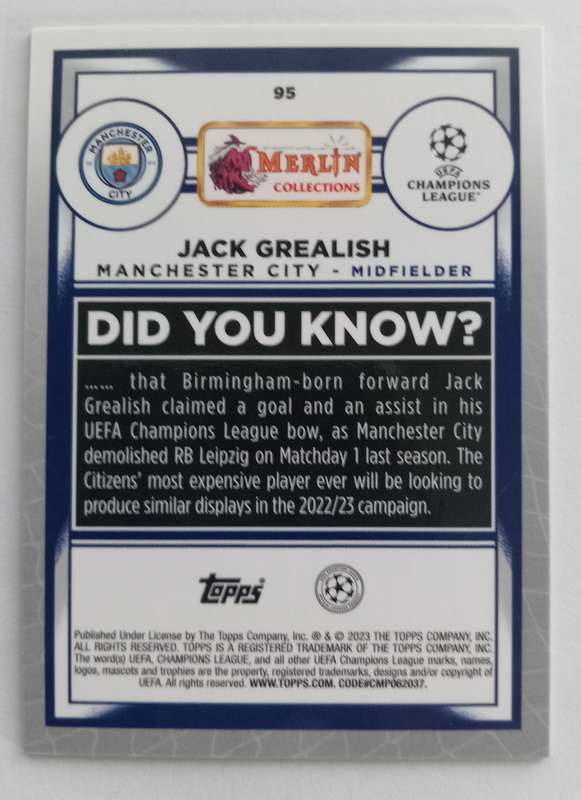 95
MANCHESTER
CITY
MERLIN
COLLECTIONS
UEFA
CHAMPIONS
LEAGUE
JACK GREALISH
MANCHESTER CITY - MIDFIELDER
DID YOU KNOW?
...... that Birmingham-born forward Jack
Grealish claimed a goal and an assist in his
UEFA Champions League bow, as Manchester City
demolished RB Leipzig on Matchday 1 last season. The
Citizens' most expensive player ever will be looking to
produce similar displays in the 2022/23 campaign.
Topps
Published Under License by The Topps Company, Inc. ® & © 2023 THE TOPPS COMPANY, INC.
ALL RIGHTS RESERVED. TOPPS IS A REGISTERED TRADEMARK OF THE TOPPS COMPANY, INC.
The word(s) UEFA, CHAMPIONS LEAGUE, and all other UEFA Champions League marks, names,
logos, mascots and trophies are the property, registered trademarks, designs and/or copyright of
UEFA. All rights reserved. WWW.TOPPS.COM. CODE#CMP062037.